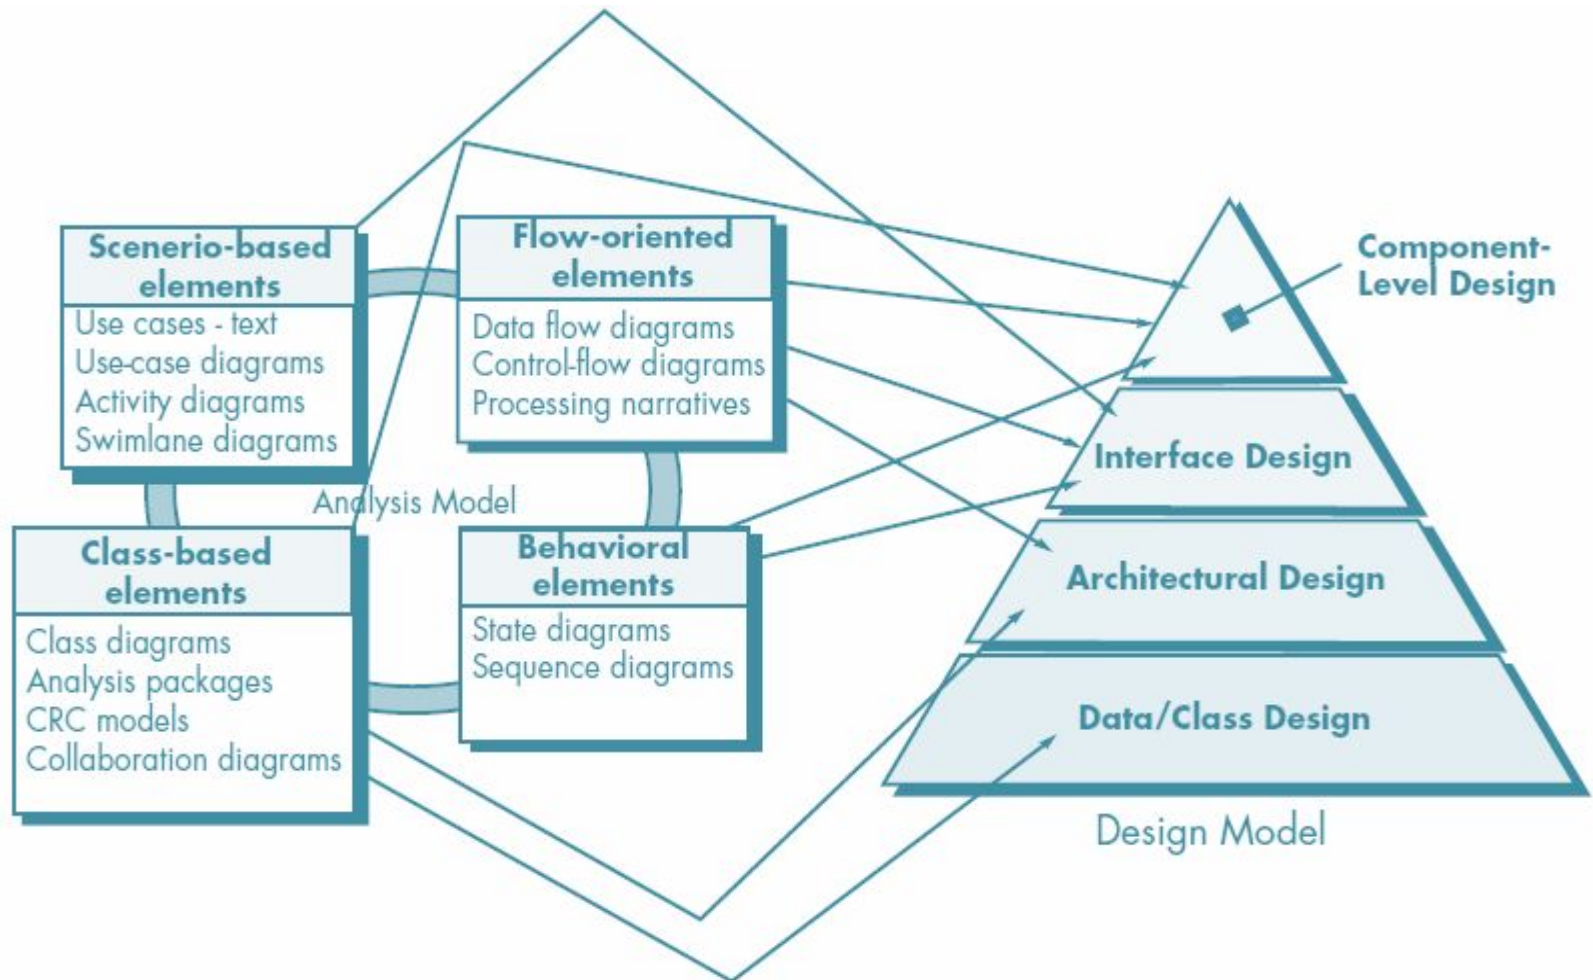 Scenerio-based
elements
Use cases - text
Use-case diagrams
Activity diagrams
Swimlane diagrams
Flow-oriented
elements
Data flow diagrams
Control-flow diagrams
Processing narratives
Analysis Model
Class-based
elements
Class diagrams
Analysis packages
CRC models
Collaboration diagrams
Behavioral
elements
State diagrams
Sequence diagrams
Component-
Level Design
Interface Design
Architectural Design
Data/Class Design
Design Model